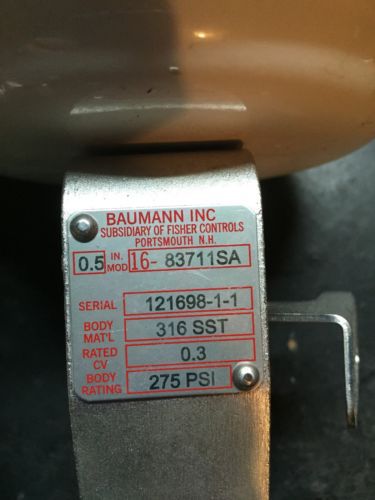 BAUMANN INC
SUBSIDIARY OF FISHER CONTROLS
PORTSMOUTH N.H.
0.5 IN. MOD 16- 83711SA
SERIAL 121698-1-1
BODY MAT'L 316 SST
RATED CV 0.3
BODY RATING 275 PSI